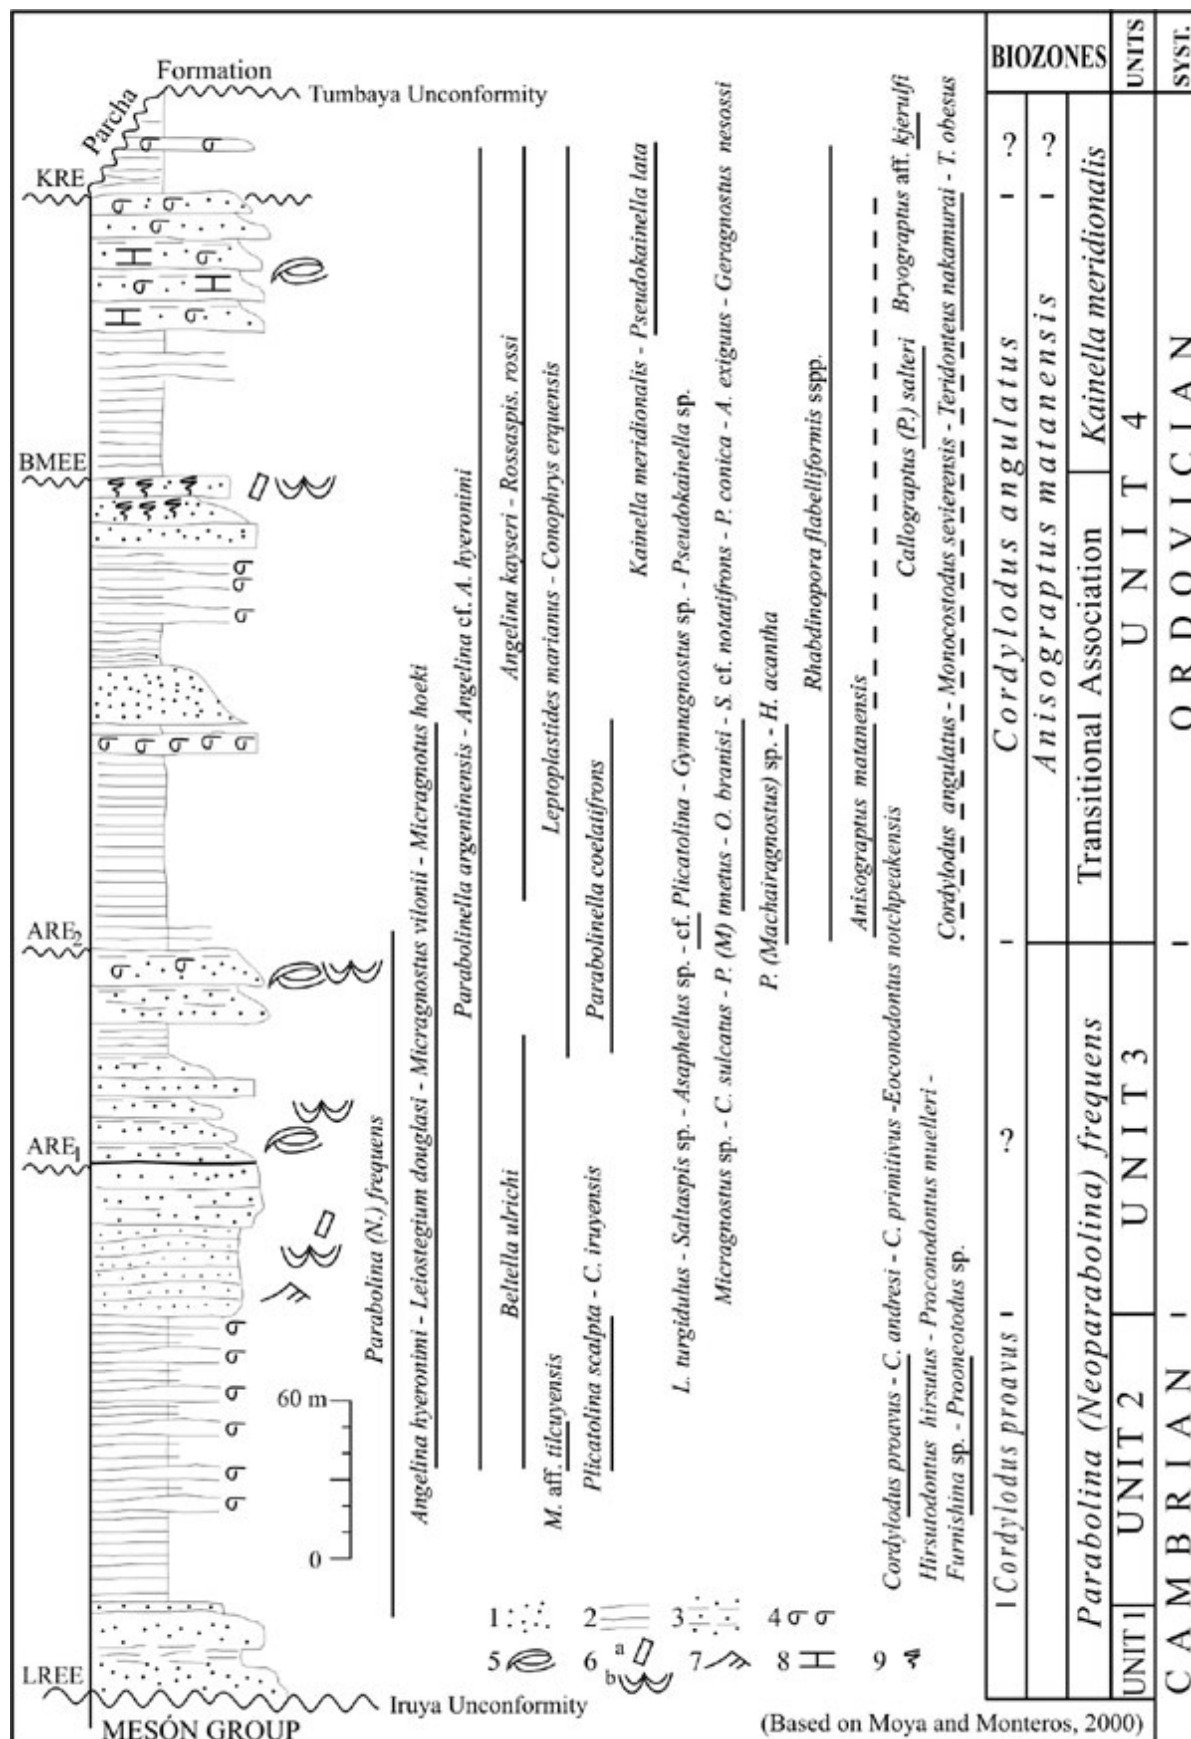 BIOZONES
UNITS
SYST.
Formation
Tumbaya Unconformity
Parcha
KRE
BMEE
ARE2
ARE1
LREE
Iruya Unconformity
MESÓN GROUP
60 m
0
Parabolina (N.) frequens
Angelina hyeronimi - Leiostegium douglasi - Micragnostus vilonii - Micragnotus hoeki
Parabolinella argentinensis - Angelina cf. A. hyeronimi
Angelina kayseri - Rossaspis. rossi
Beltella ulrichi
Leptoplastides marianus - Conophrys erquensis
M. aff. tilcuyensis
Parabolinella coelatifrons
Plicatolina scalpta - C. iruyensis
Kainella meridionalis - Pseudokainella lata
L. turgidulus - Saltaspis sp. - Asaphellus sp. - cf. Plicatolina - Gymnagnostus sp. - Pseudokainella sp.
Micragnostus sp. - C. sulcatus - P. (M) tmetus - O. branisi - S. cf. notatifrons - P. conica - A. exiguus - Geragnostus nesossi
P. (Machairagnostus) sp. - H. acantha
Rhabdinopora flabelliformis sspp.
Anisograptus matanensis
Callograptus (P.) salteri
Bryograptus aff. kjerulfi
Cordylodus angulatus - Monocostodus sevierensis - Teridonteus nakamurai - T. obesus
Cordylodus proavus - C. andresi - C. primitivus -Eoconodontus notchpeakensis
Hirsutodontus hirsutus - Proconodontus muelleri -
Furnishina sp. - Prooneotodus sp.
?
Cordylodus angulatus
?
Cordylodus proavus
?
Anisograptus matanensis
Kainella meridionalis
Transitional Association
Parabolina (Neoparabolina) frequens
UNIT 4
UNIT 3
UNIT 2
UNIT 1
ORDOVICIAN
CAMBRIAN
1 2 3 4
5 6 a b 7 8 9
(Based on Moya and Monteros, 2000)